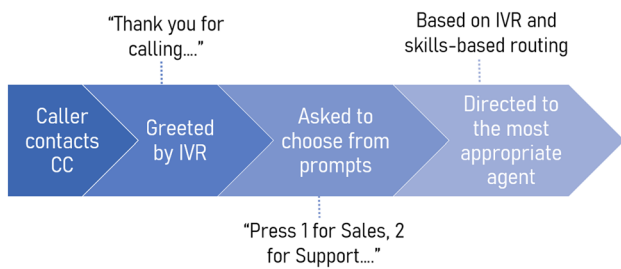 “Thank you for
calling....”
Based on IVR and
skills-based routing
Caller
contacts
CC
Greeted
by IVR
Asked to
choose from
prompts
Directed to
the most
appropriate
agent
“Press 1 for Sales, 2
for Support....”